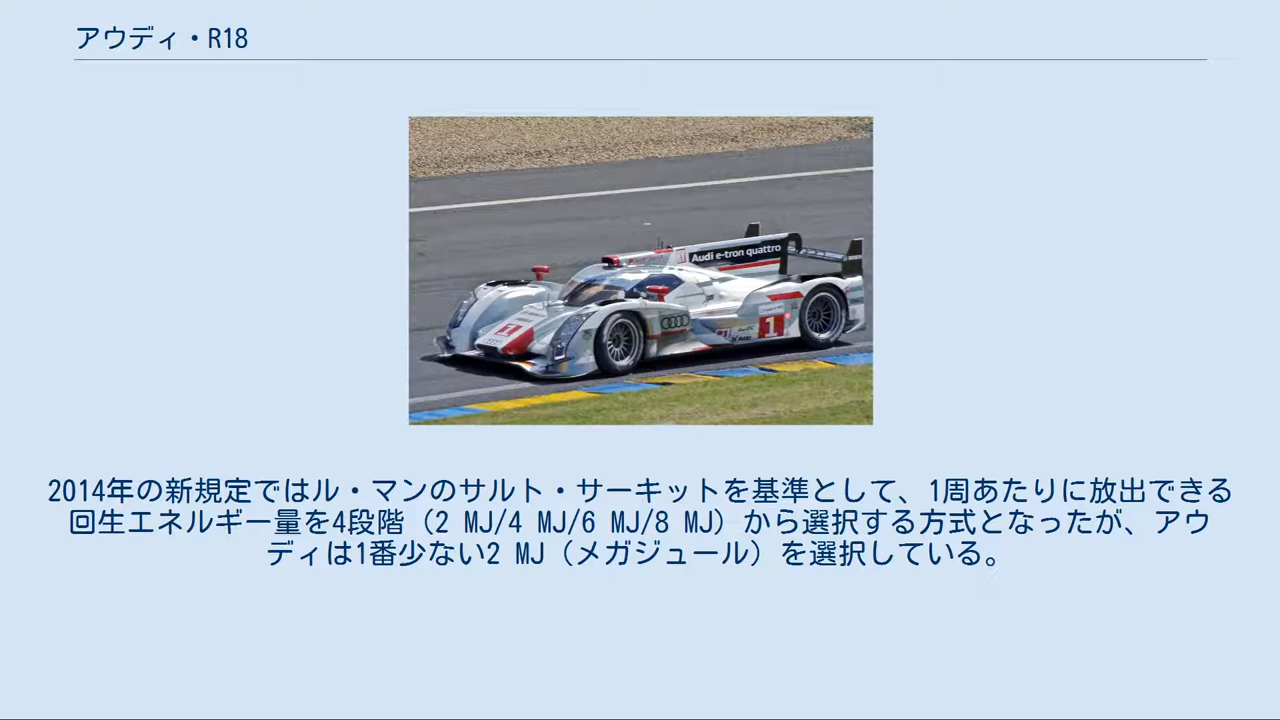 アウディ・R18
Audi e-tron quattro
1
1
2014年の新規定ではル・マンのサルト・サーキットを基準として、1周あたりに放出できる
回生エネルギー量を4段階（2 MJ/4 MJ/6 MJ/8 MJ）から選択する方式となったが、アウ
ディは1番少ない2 MJ（メガジュール）を選択している。